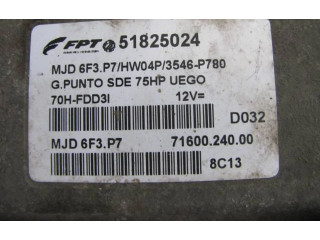 FPT 51825024
MJD 6F3.P7/HW04P/3546-P780
G.PUNTO SDE 75HP UEGO
70H-FDD3I 12V=
D032
MJD 6F3.P7 71600.240.00
8C13